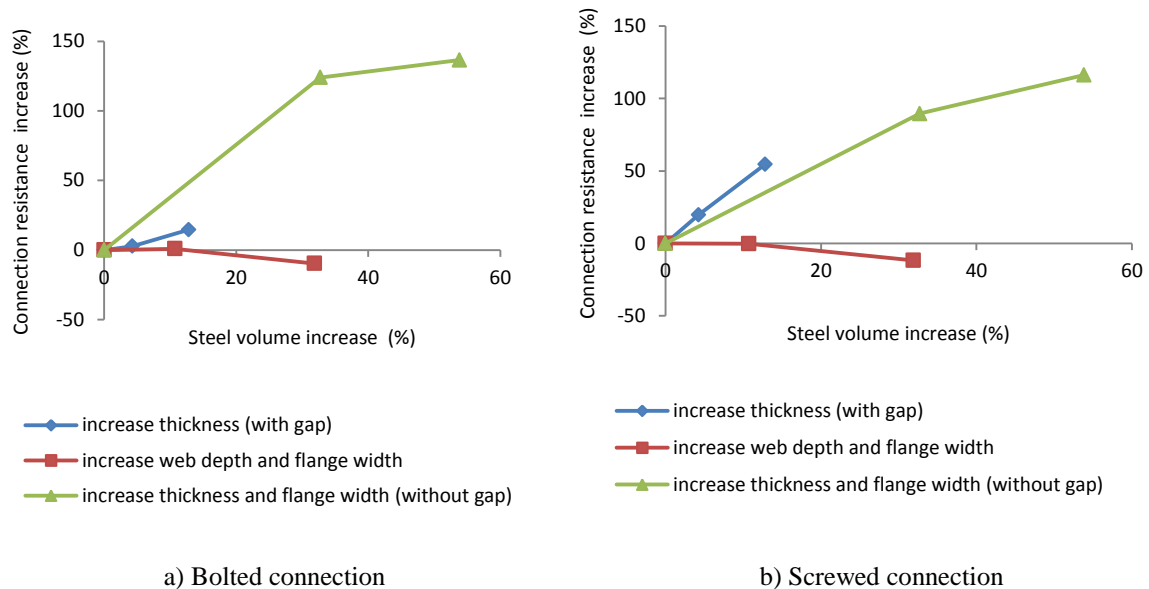 Connection resistance increase (%)
150
100
50
0
-50
0
20
40
60
Steel volume increase (%)
increase thickness (with gap)
increase web depth and flange width
increase thickness and flange width (without gap)
a) Bolted connection
Connection resistance increase (%)
150
100
50
0
-50
0
20
40
60
Steel volume increase (%)
increase thickness (with gap)
increase web depth and flange width
increase thickness and flange width (without gap)
b) Screwed connection